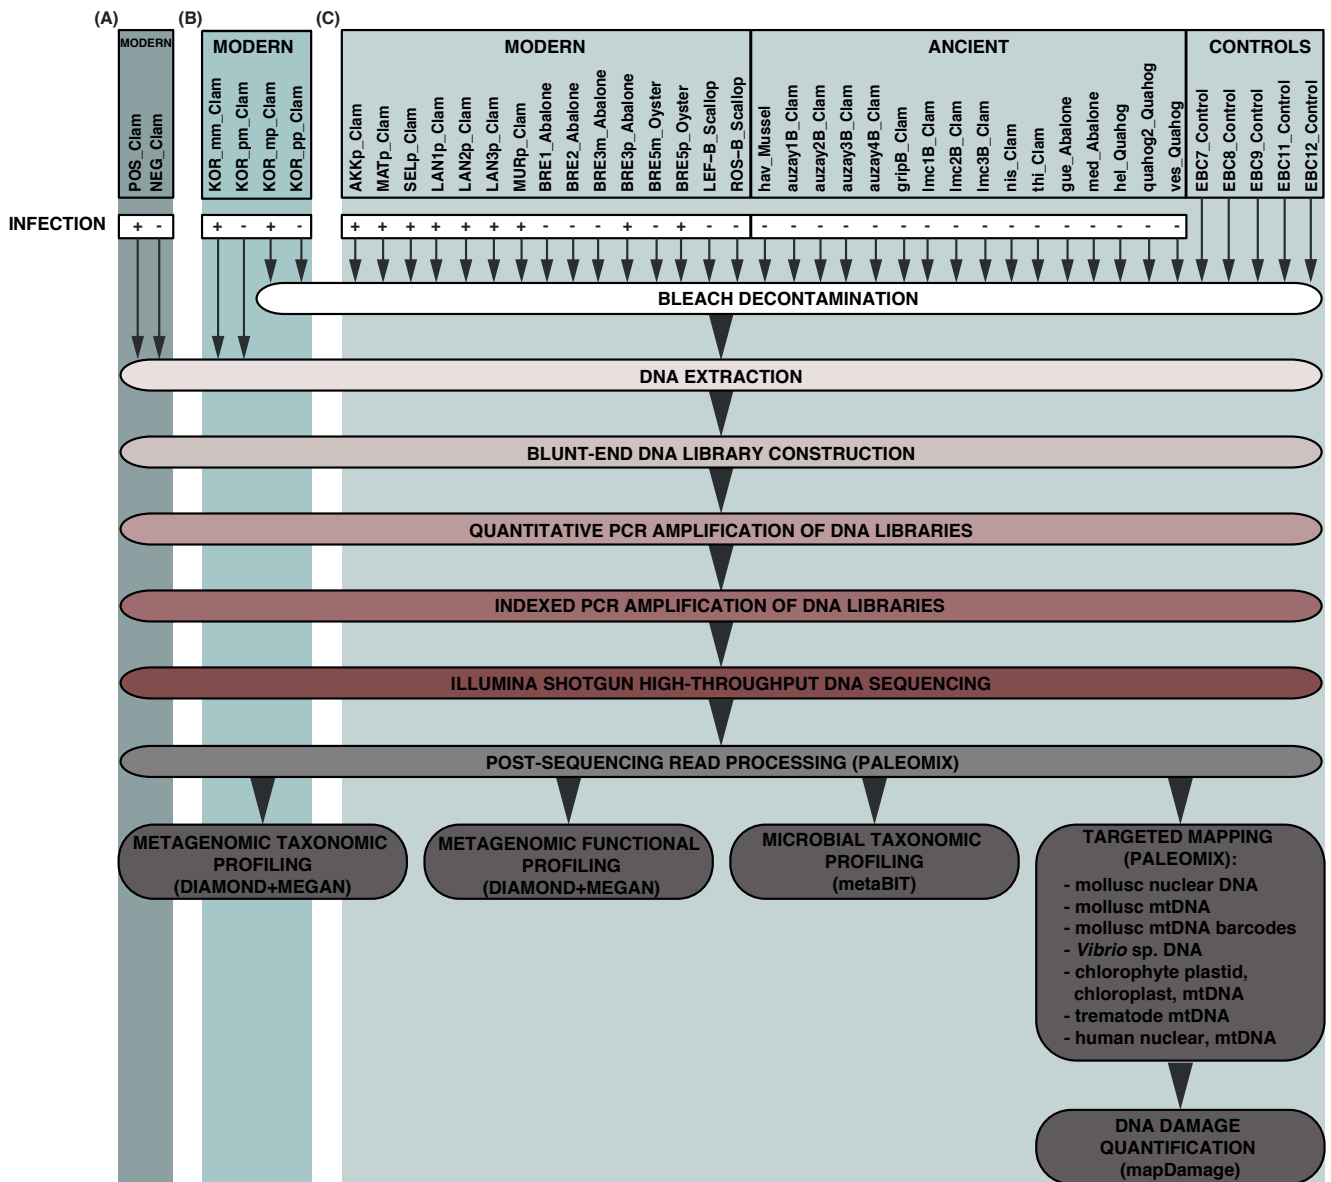 (A) (B) (C)
MODERN MODERN MODERN ANCIENT CONTROLS
POS_Clam
NEG_Clam
KOR_mm_Clam
KOR_pm_Clam
KOR_mp_Clam
KOR_pp_Clam
AKKp_Clam
MATp_Clam
SELp_Clam
LAN1p_Clam
LAN2p_Clam
LAN3p_Clam
MURp_Clam
BRE1_Abalone
BRE2_Abalone
BRE3m_Abalone
BRE3p_Abalone
BRE5m_Oyster
BRE5p_Oyster
LEF-B_Scallop
ROS-B_Scallop
hav_Mussel
auzay1B_Clam
auzay2B_Clam
auzay3B_Clam
auzay4B_Clam
gripB_Clam
lmc1B_Clam
lmc2B_Clam
lmc3B_Clam
nis_Clam
thi_Clam
gue_Abalone
med_Abalone
hel_Quahog
quahog2_Quahog
ves_Quahog
EBC7_Control
EBC8_Control
EBC9_Control
EBC11_Control
EBC12_Control
INFECTION + - + - + - + + + + + + + - - - + - + - - - - - - - - - - - - - - - - - -
BLEACH DECONTAMINATION
DNA EXTRACTION
BLUNT-END DNA LIBRARY CONSTRUCTION
QUANTITATIVE PCR AMPLIFICATION OF DNA LIBRARIES
INDEXED PCR AMPLIFICATION OF DNA LIBRARIES
ILLUMINA SHOTGUN HIGH-THROUGHPUT DNA SEQUENCING
POST-SEQUENCING READ PROCESSING (PALEOMIX)
METAGENOMIC TAXONOMIC
PROFILING
(DIAMOND+MEGAN)
METAGENOMIC FUNCTIONAL
PROFILING
(DIAMOND+MEGAN)
MICROBIAL TAXONOMIC
PROFILING
(metaBIT)
TARGETED MAPPING
(PALEOMIX):
- mollusc nuclear DNA
- mollusc mtDNA
- mollusc mtDNA barcodes
- Vibrio sp. DNA
- chlorophyte plastid,
chloroplast, mtDNA
- trematode mtDNA
- human nuclear, mtDNA
DNA DAMAGE
QUANTIFICATION
(mapDamage)